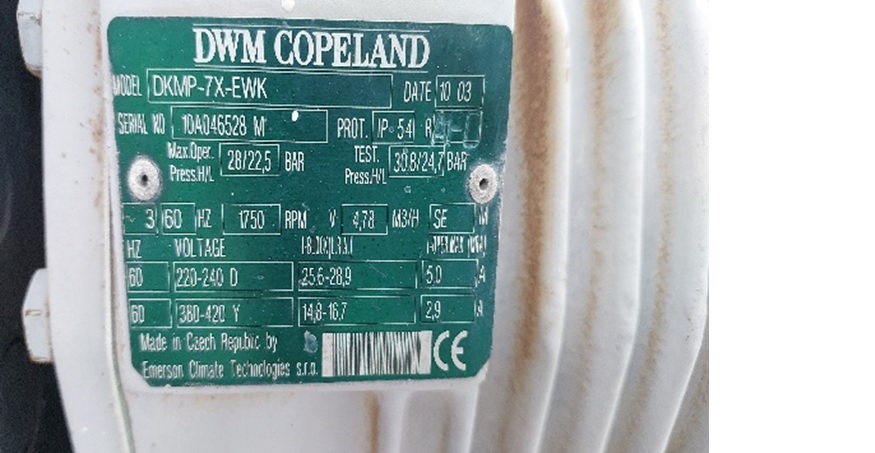 DWM COPELAND
MODEL DKMP-7X-EWK DATE 10 03
SERIAL NO 10A046528 M PROT. IP-54 R
Max.Oper. Press.H/L 28/22,5 BAR TEST. Press.H/L 30.8/24,7 BAR
~ 3 60 HZ 1750 RPM V 4,78 M3/H SE
HZ VOLTAGE
60 220-240 D 25.6-28,9 5.0 A
60 380-420 Y 14,8-16.7 2,9 A
Made in Czech Republic by
Emerson Climate Technologies s.r.o. CE